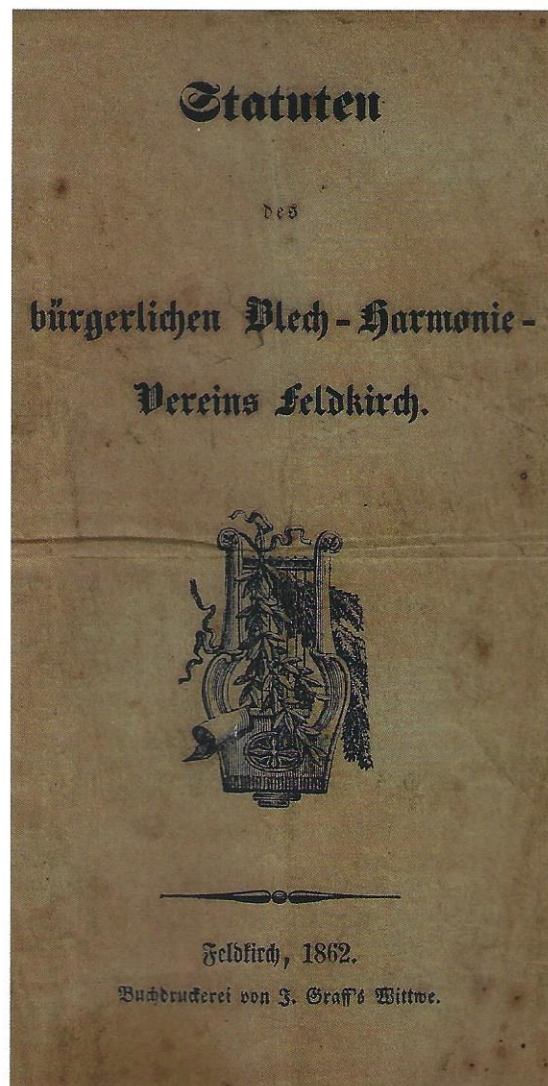 Statuten
des
bürgerlichen Blech-Harmonie-
Vereins Feldkirch.
Feldkirch, 1862.
Buchdruckerei von J. Graff's Wittwe.